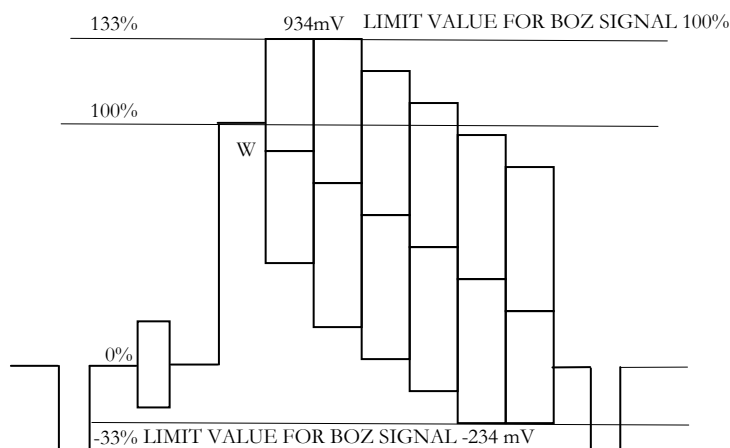 133%
934mV
LIMIT VALUE FOR BOZ SIGNAL 100%
100%
W
0%
-33% LIMIT VALUE FOR BOZ SIGNAL -234 mV